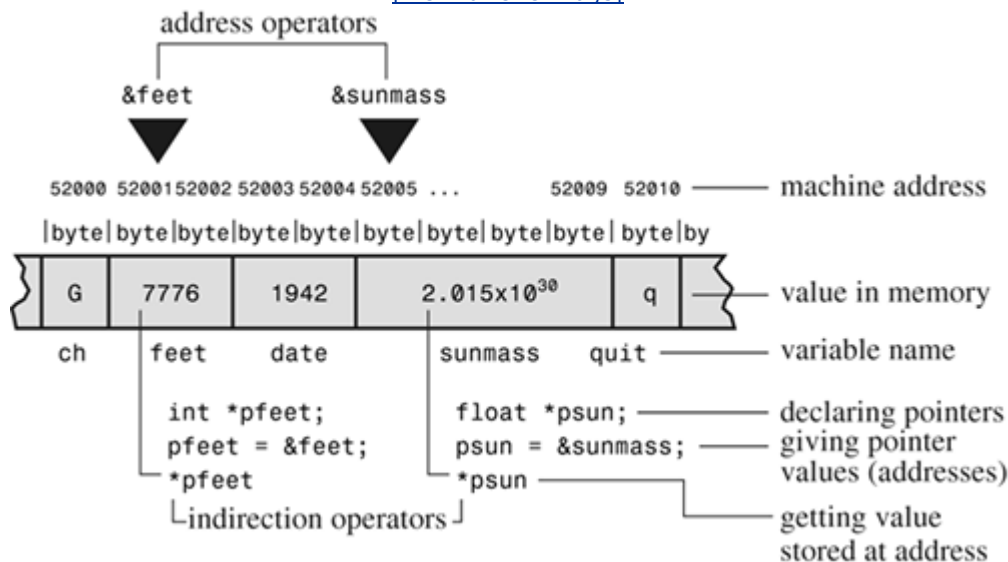 address operators
&feet &sunmass
52000 52001 52002 52003 52004 52005 ... 52009 52010 machine address
|byte|byte|byte|byte|byte|byte|byte|byte|byte|byte|by
G 7776 1942 2.015x10³⁰ q value in memory
ch feet date sunmass quit variable name
int *pfeet; float *psun; declaring pointers
pfeet = &feet; psun = &sunmass; giving pointer
values (addresses)
*pfeet *psun
indirection operators getting value
stored at address